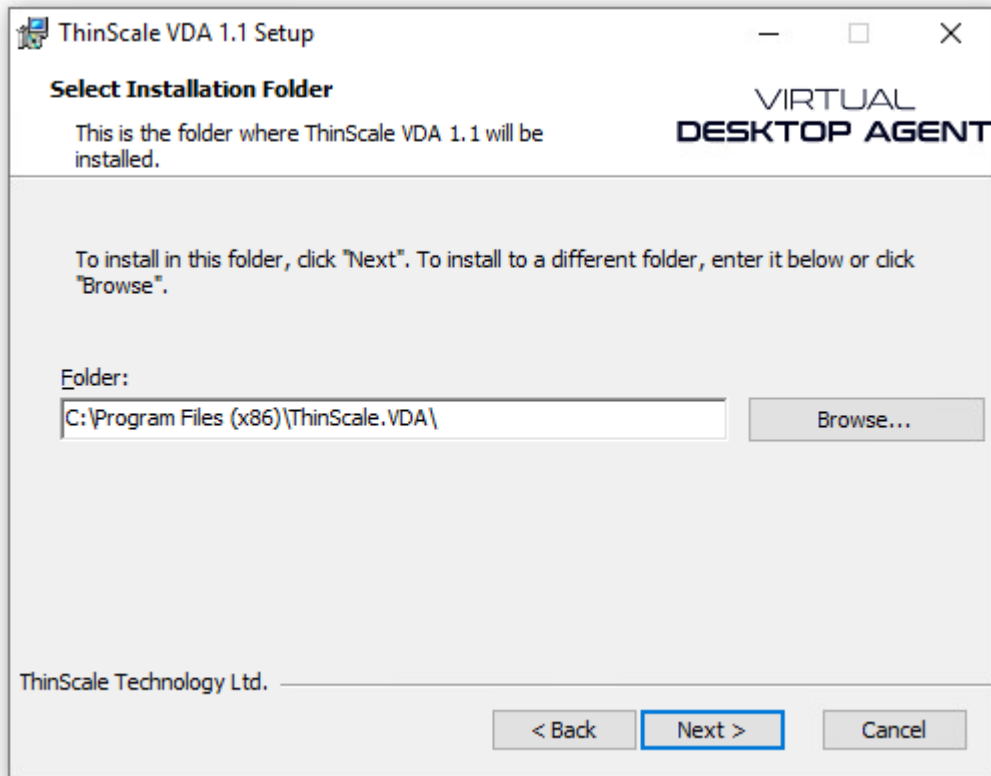 ThinScale VDA 1.1 Setup
Select Installation Folder
This is the folder where ThinScale VDA 1.1 will be
installed.
VIRTUAL
DESKTOP AGENT
To install in this folder, click "Next". To install to a different folder, enter it below or click
"Browse".
Folder:
C:\Program Files (x86)\ThinScale.VDA\
Browse...
ThinScale Technology Ltd.
< Back
Next >
Cancel